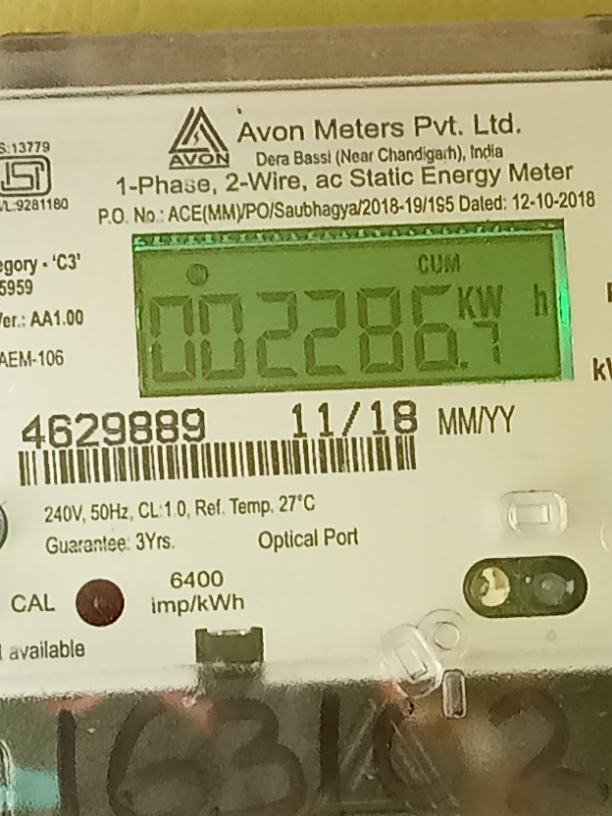 AVON
Avon Meters Pvt. Ltd.
Dera Bassi (Near Chandigarh), India
1-Phase, 2-Wire, ac Static Energy Meter
P.O. No.: ACE(MM)/PO/Saubhagya/2018-19/195 Dated: 12-10-2018
S:13779
/L:9281180
egory - 'C3'
5959
er.: AA1.00
AEM-106
CUM
002286.7 KW h
4629889 11/18 MM/YY
240V, 50Hz, CL:1.0, Ref. Temp. 27°C
Guarantee: 3Yrs. Optical Port
CAL 6400
imp/kWh
available